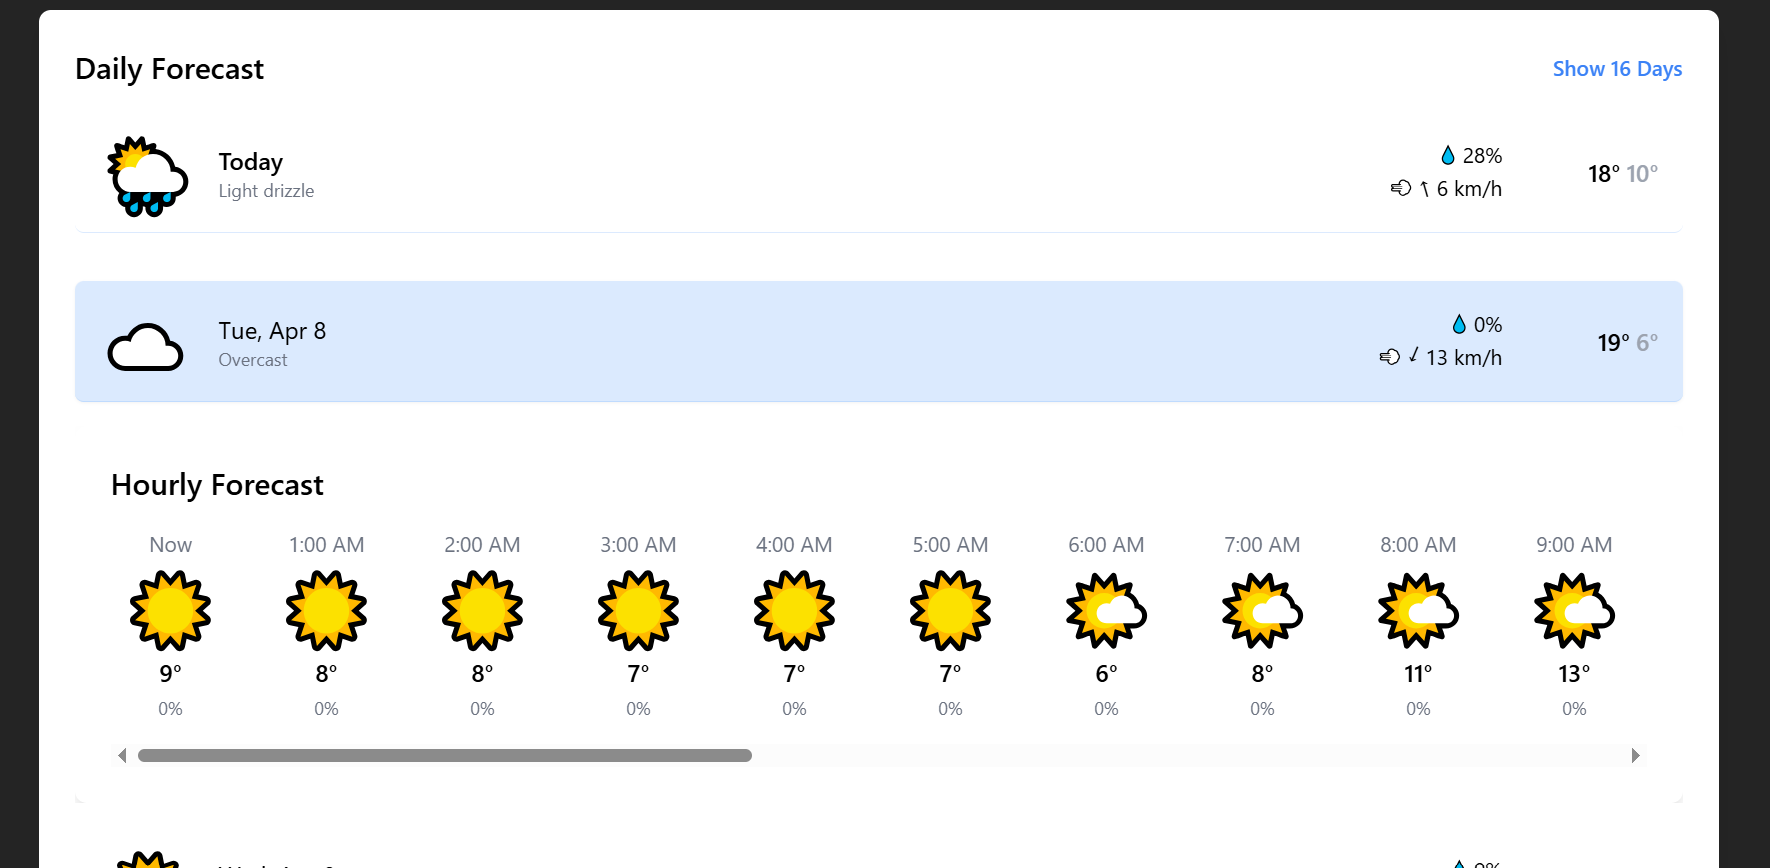 Daily Forecast
Show 16 Days
Today
Light drizzle
28%
6 km/h
18° 10°
Tue, Apr 8
Overcast
0%
13 km/h
19° 6°
Hourly Forecast
Now 1:00 AM 2:00 AM 3:00 AM 4:00 AM 5:00 AM 6:00 AM 7:00 AM 8:00 AM 9:00 AM
9° 8° 8° 7° 7° 7° 6° 8° 11° 13°
0% 0% 0% 0% 0% 0% 0% 0% 0% 0%